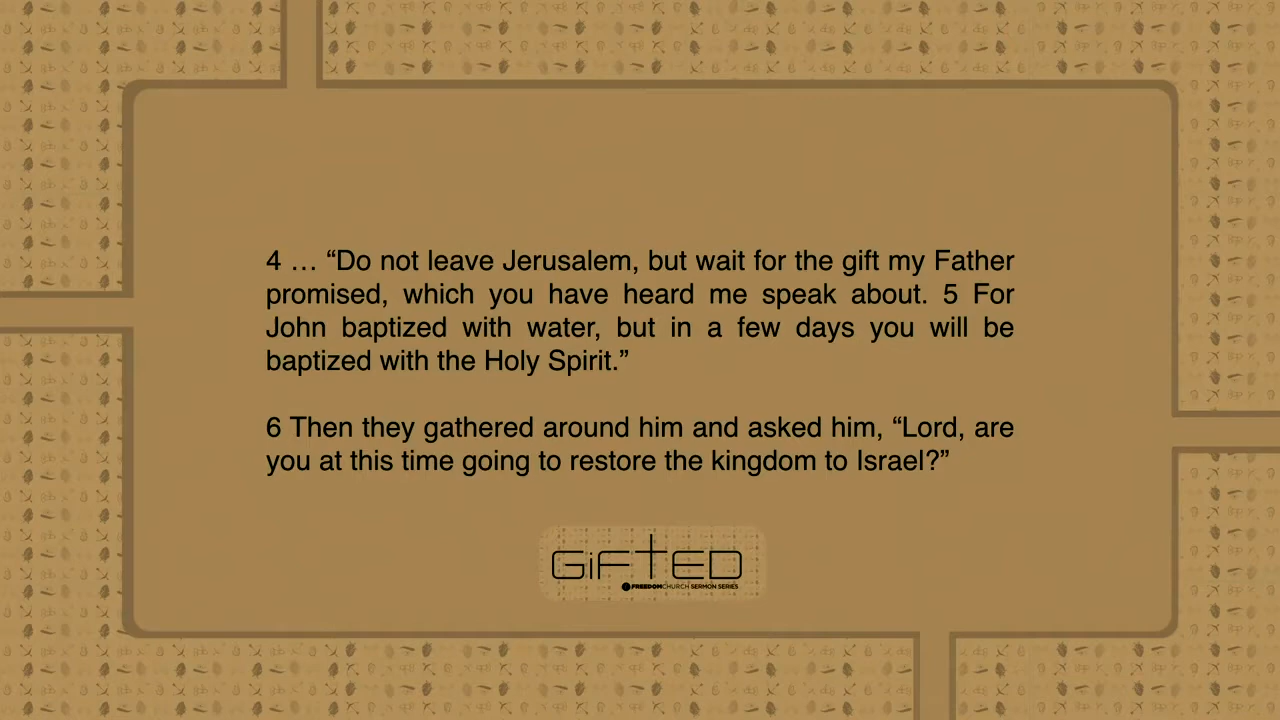 4 … “Do not leave Jerusalem, but wait for the gift my Father
promised, which you have heard me speak about. 5 For
John baptized with water, but in a few days you will be
baptized with the Holy Spirit.”
6 Then they gathered around him and asked him, “Lord, are
you at this time going to restore the kingdom to Israel?”
GiFTED
FREEDOMCHURCH SERMON SERIES